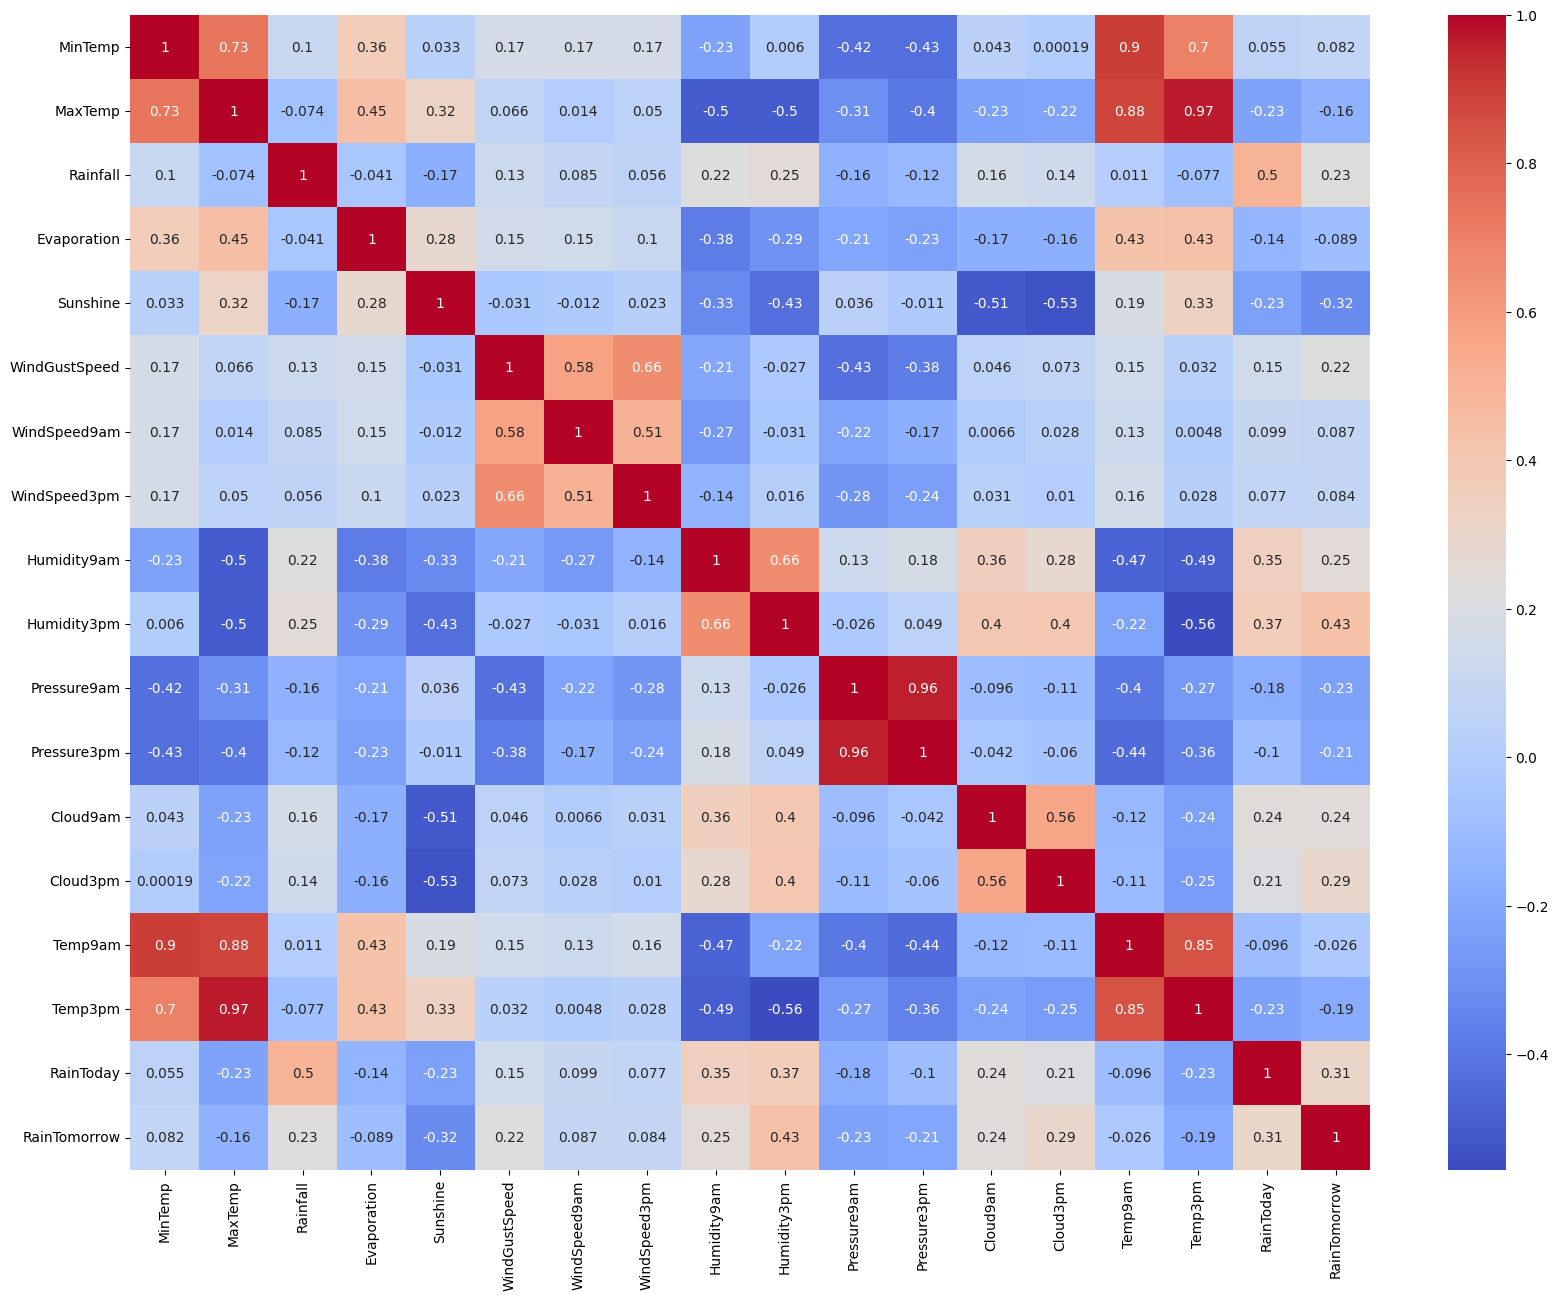 MinTemp 1 0.73 0.1 0.36 0.033 0.17 0.17 0.17 -0.23 0.006 -0.42 -0.43 0.043 0.00019 0.9 0.7 0.055 0.082
MaxTemp 0.73 1 -0.074 0.45 0.32 0.066 0.014 0.05 -0.5 -0.5 -0.31 -0.4 -0.23 -0.22 0.88 0.97 -0.23 -0.16
Rainfall 0.1 -0.074 1 -0.041 -0.17 0.13 0.085 0.056 0.22 0.25 -0.16 -0.12 0.16 0.14 0.011 -0.077 0.5 0.23
Evaporation 0.36 0.45 -0.041 1 0.28 0.15 0.15 0.1 -0.38 -0.29 -0.21 -0.23 -0.17 -0.16 0.43 0.43 -0.14 -0.089
Sunshine 0.033 0.32 -0.17 0.28 1 -0.031 -0.012 0.023 -0.33 -0.43 0.036 -0.011 -0.51 -0.53 0.19 0.33 -0.23 -0.32
WindGustSpeed 0.17 0.066 0.13 0.15 -0.031 1 0.58 0.66 -0.21 -0.027 -0.43 -0.38 0.046 0.073 0.15 0.032 0.15 0.22
WindSpeed9am 0.17 0.014 0.085 0.15 -0.012 0.58 1 0.51 -0.27 -0.031 -0.22 -0.17 0.0066 0.028 0.13 0.0048 0.099 0.087
WindSpeed3pm 0.17 0.05 0.056 0.1 0.023 0.66 0.51 1 -0.14 0.016 -0.28 -0.24 0.031 0.01 0.16 0.028 0.077 0.084
Humidity9am -0.23 -0.5 0.22 -0.38 -0.33 -0.21 -0.27 -0.14 1 0.66 0.13 0.18 0.36 0.28 -0.47 -0.49 0.35 0.25
Humidity3pm 0.006 -0.5 0.25 -0.29 -0.43 -0.027 -0.031 0.016 0.66 1 -0.026 0.049 0.4 0.4 -0.22 -0.56 0.37 0.43
Pressure9am -0.42 -0.31 -0.16 -0.21 0.036 -0.43 -0.22 -0.28 0.13 -0.026 1 0.96 -0.096 -0.11 -0.4 -0.27 -0.18 -0.23
Pressure3pm -0.43 -0.4 -0.12 -0.23 -0.011 -0.38 -0.17 -0.24 0.18 0.049 0.96 1 -0.042 -0.06 -0.44 -0.36 -0.1 -0.21
Cloud9am 0.043 -0.23 0.16 -0.17 -0.51 0.046 0.0066 0.031 0.36 0.4 -0.096 -0.042 1 0.56 -0.12 -0.24 0.24 0.24
Cloud3pm 0.00019 -0.22 0.14 -0.16 -0.53 0.073 0.028 0.01 0.28 0.4 -0.11 -0.06 0.56 1 -0.11 -0.25 0.21 0.29
Temp9am 0.9 0.88 0.011 0.43 0.19 0.15 0.13 0.16 -0.47 -0.22 -0.4 -0.44 -0.12 -0.11 1 0.85 -0.096 -0.026
Temp3pm 0.7 0.97 -0.077 0.43 0.33 0.032 0.0048 0.028 -0.49 -0.56 -0.27 -0.36 -0.24 -0.25 0.85 1 -0.23 -0.19
RainToday 0.055 -0.23 0.5 -0.14 -0.23 0.15 0.099 0.077 0.35 0.37 -0.18 -0.1 0.24 0.21 -0.096 -0.23 1 0.31
RainTomorrow 0.082 -0.16 0.23 -0.089 -0.32 0.22 0.087 0.084 0.25 0.43 -0.23 -0.21 0.24 0.29 -0.026 -0.19 0.31 1
MinTemp MaxTemp Rainfall Evaporation Sunshine WindGustSpeed WindSpeed9am WindSpeed3pm Humidity9am Humidity3pm Pressure9am Pressure3pm Cloud9am Cloud3pm Temp9am Temp3pm RainToday RainTomorrow
1.0
0.8
0.6
0.4
0.2
0.0
−0.2
−0.4